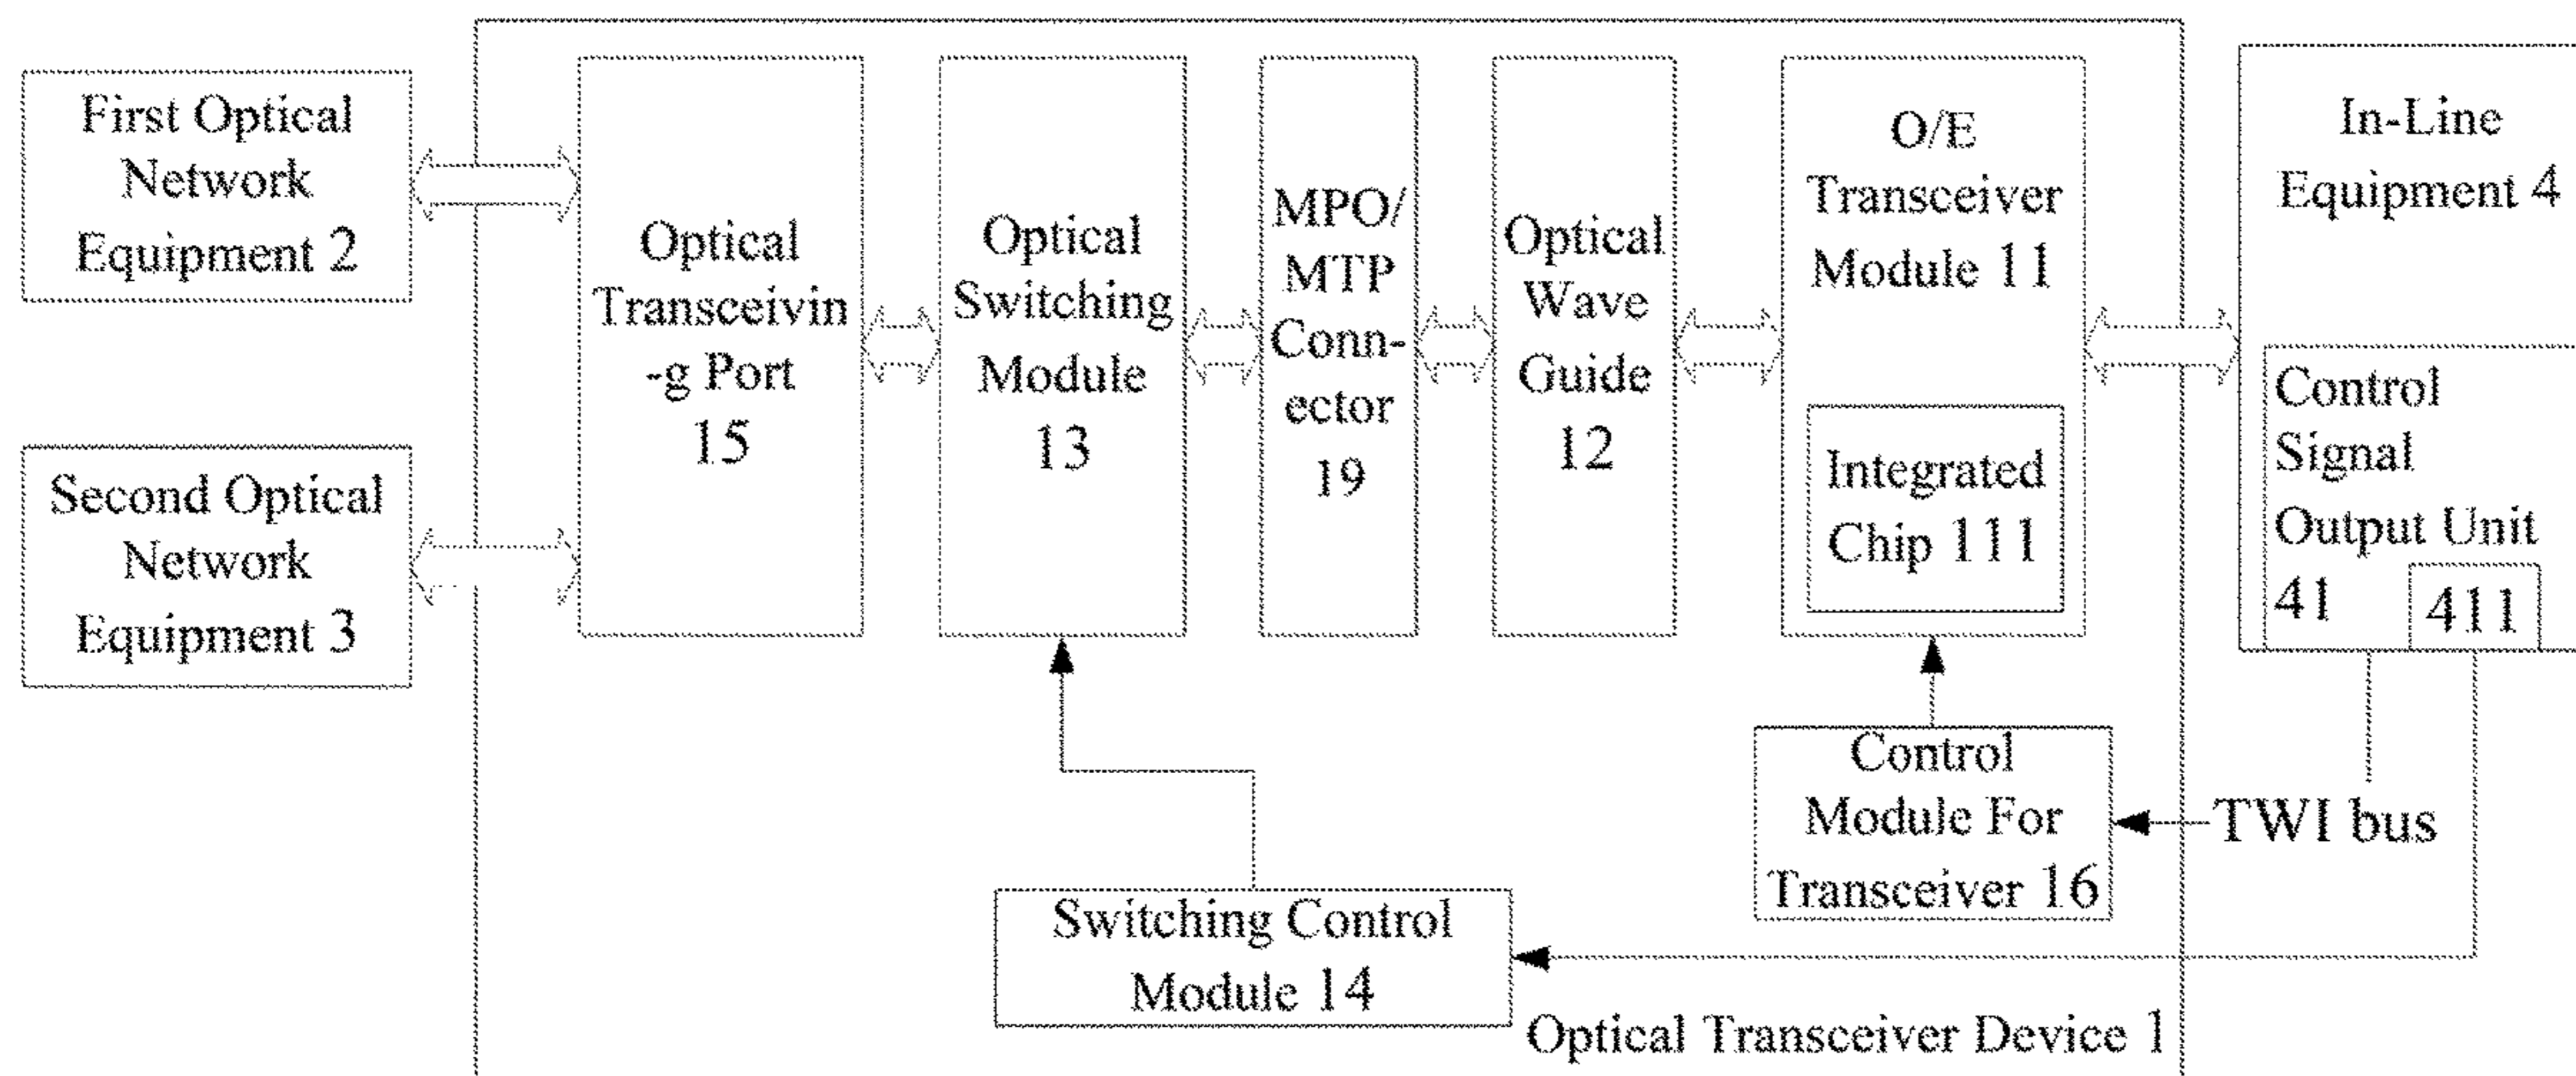 First Optical
Network
Equipment 2
Second Optical
Network
Equipment 3
Optical
Transceivin
-g Port
15
Optical
Switching
Module
13
MPO/
MTP
Conn-
ector
19
Optical
Wave
Guide
12
O/E
Transceiver
Module 11
Integrated
Chip 111
In-Line
Equipment 4
Control
Signal
Output Unit
41
411
Control
Module For
Transceiver 16
TWI bus
Switching Control
Module 14
Optical Transceiver Device 1